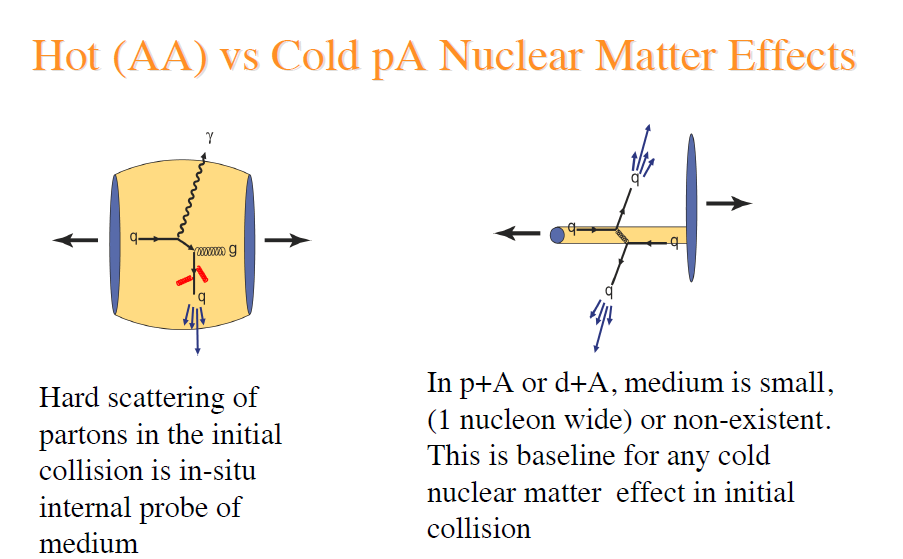 Hot (AA) vs Cold pA Nuclear Matter Effects
γ
q
g
q
q
q
q
q
Hard scattering of
partons in the initial
collision is in-situ
internal probe of
medium
In p+A or d+A, medium is small,
(1 nucleon wide) or non-existent.
This is baseline for any cold
nuclear matter effect in initial
collision